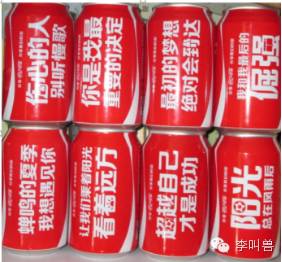 伤心的人
别听慢歌
你是我最
重要的决定
最初的梦想
绝对会到达
我和我最后的
倔强
蝉鸣的夏季
我想遇见你
让我们乘着阳光
看着远方
超越自己
才是成功
阳光
总在风雨后
李叫兽